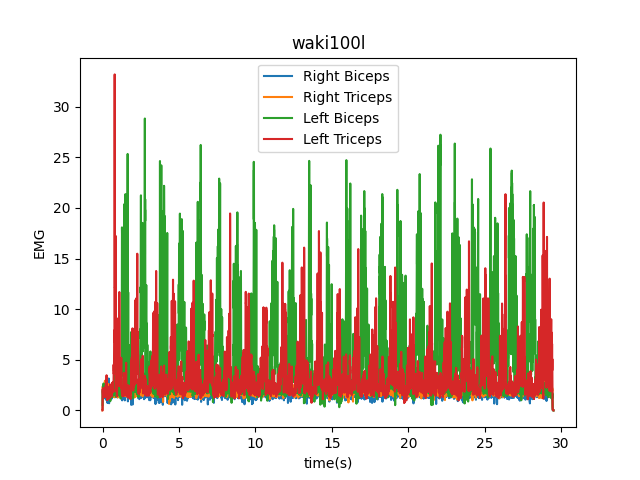 waki100l
Right Biceps
Right Triceps
Left Biceps
Left Triceps
EMG
30
25
20
15
10
5
0
0 5 10 15 20 25 30
time(s)